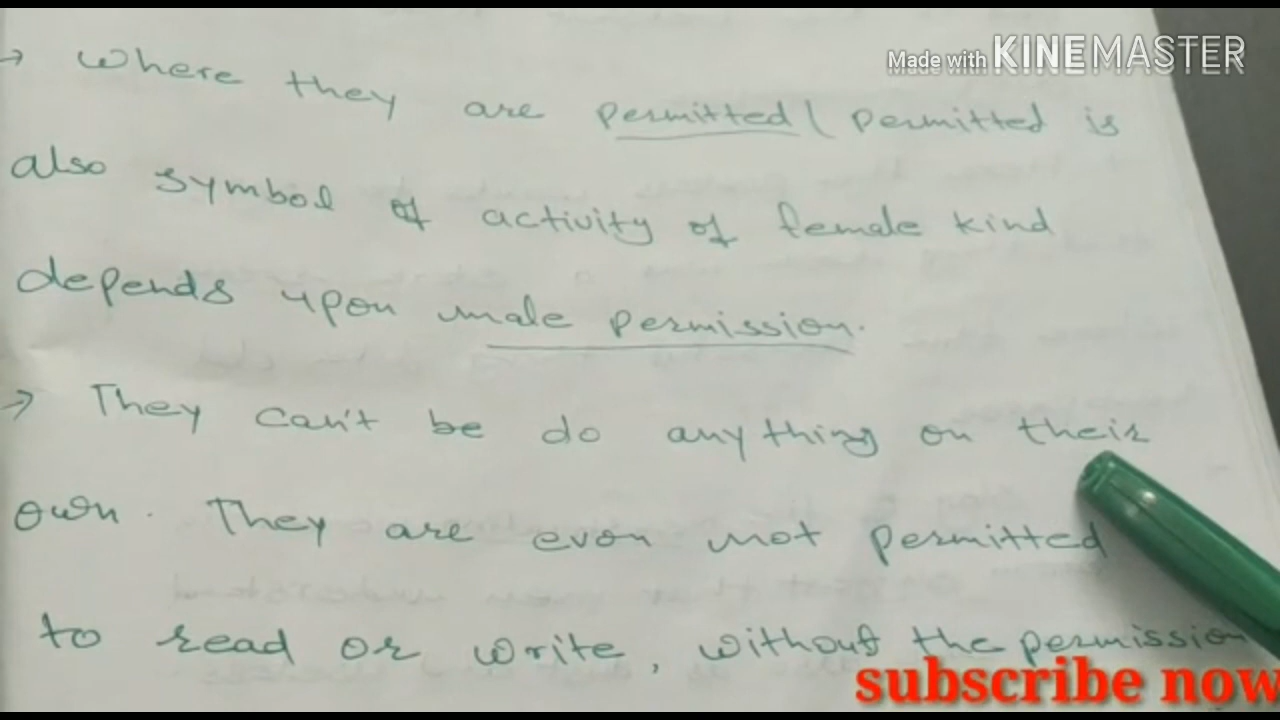 Made with KINEMASTER
→ Where they are permitted( permitted is
also symbol of activity of female kind
depends upon male permission.
→ They can't be do anything on their
own. They are even not permitted
to read or write, without the permission
subscribe now